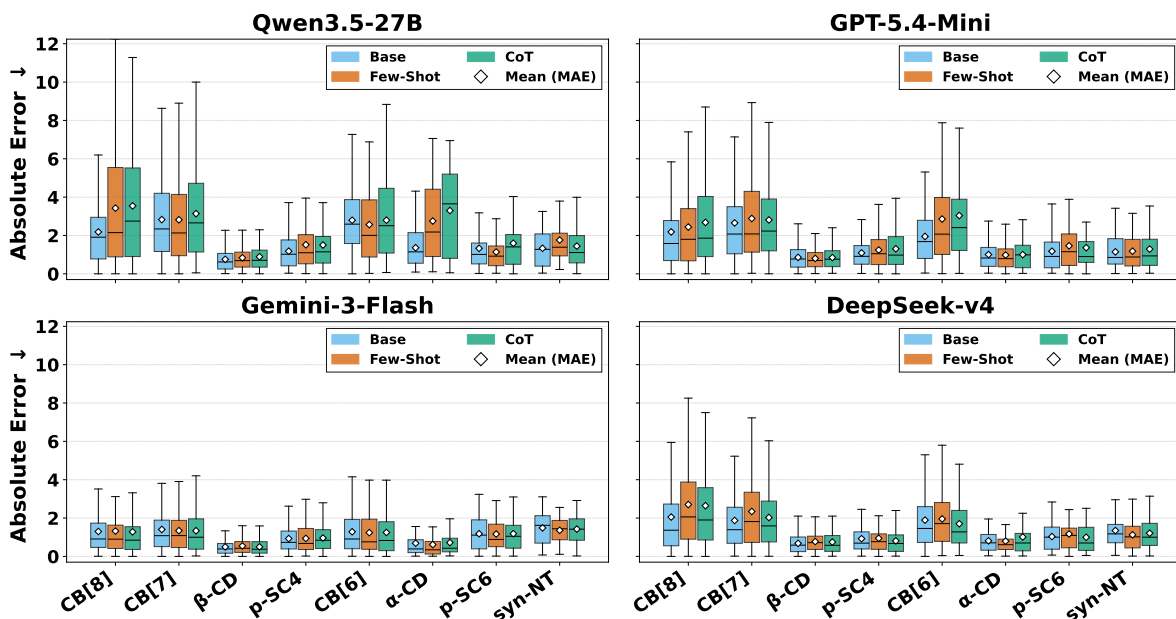 Qwen3.5-27B
GPT-5.4-Mini
Absolute Error ↓
12
10
8
6
4
2
0
Base
Few-Shot
CoT
Mean (MAE)
Base
Few-Shot
CoT
Mean (MAE)
Gemini-3-Flash
DeepSeek-v4
Absolute Error ↓
12
10
8
6
4
2
0
Base
Few-Shot
CoT
Mean (MAE)
Base
Few-Shot
CoT
Mean (MAE)
CB[8]
CB[7]
β-CD
p-SC4
CB[6]
α-CD
p-SC6
syn-NT
CB[8]
CB[7]
β-CD
p-SC4
CB[6]
α-CD
p-SC6
syn-NT